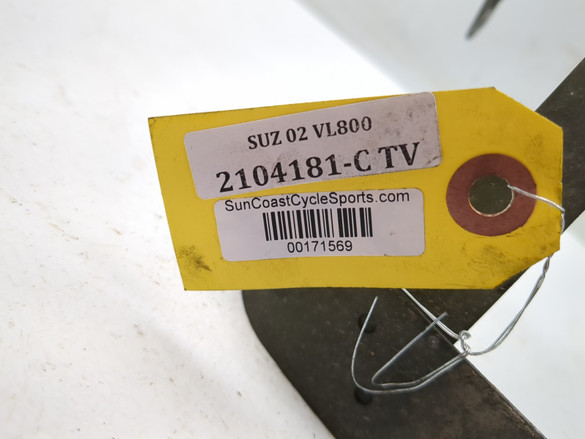 SUZ 02 VL800
2104181-C TV
SunCoastCycleSports.com
00171569